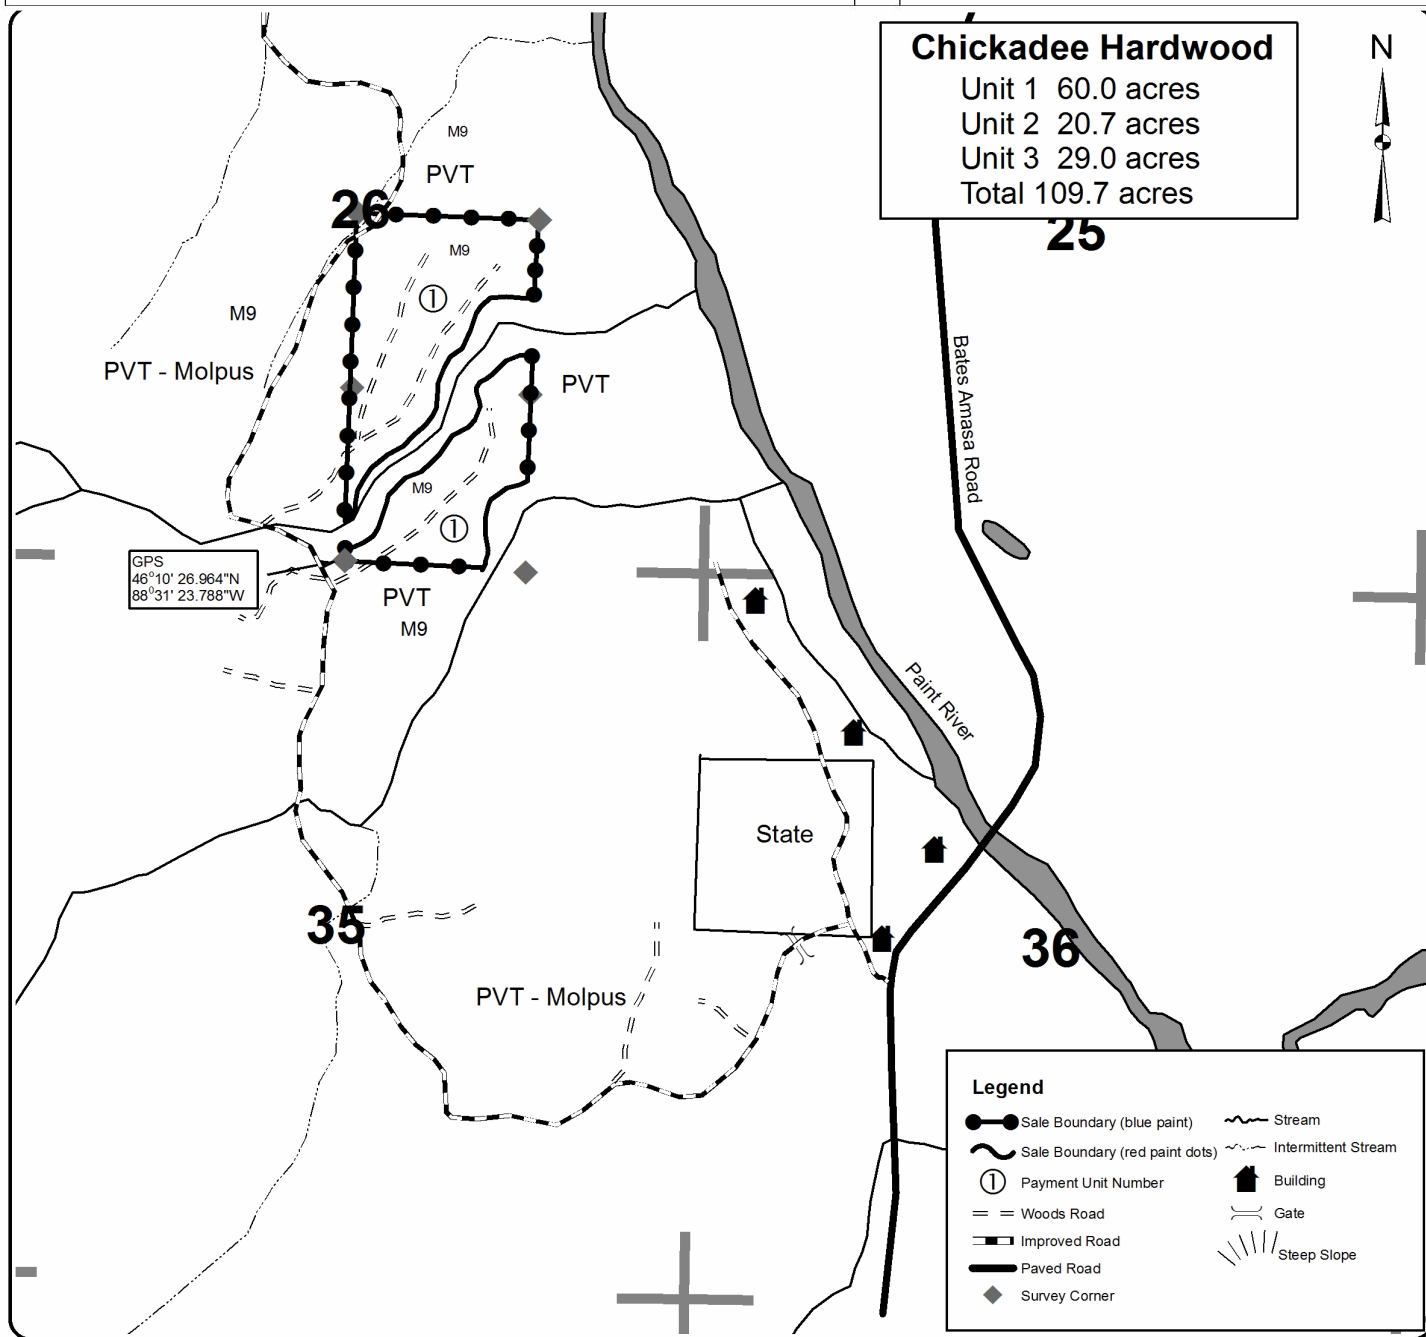 Chickadee Hardwood
Unit 1 60.0 acres
Unit 2 20.7 acres
Unit 3 29.0 acres
Total 109.7 acres
N
25
M9
PVT
26
M9
1
M9
PVT - Molpus
PVT
Bates Amasa Road
M9
1
GPS
46°10' 26.964"N
88°31' 23.788"W
PVT
M9
Paint River
State
35
36
PVT - Molpus
Legend
Sale Boundary (blue paint)
Sale Boundary (red paint dots)
1 Payment Unit Number
Woods Road
Improved Road
Paved Road
Survey Corner
Stream
Intermittent Stream
Building
Gate
Steep Slope